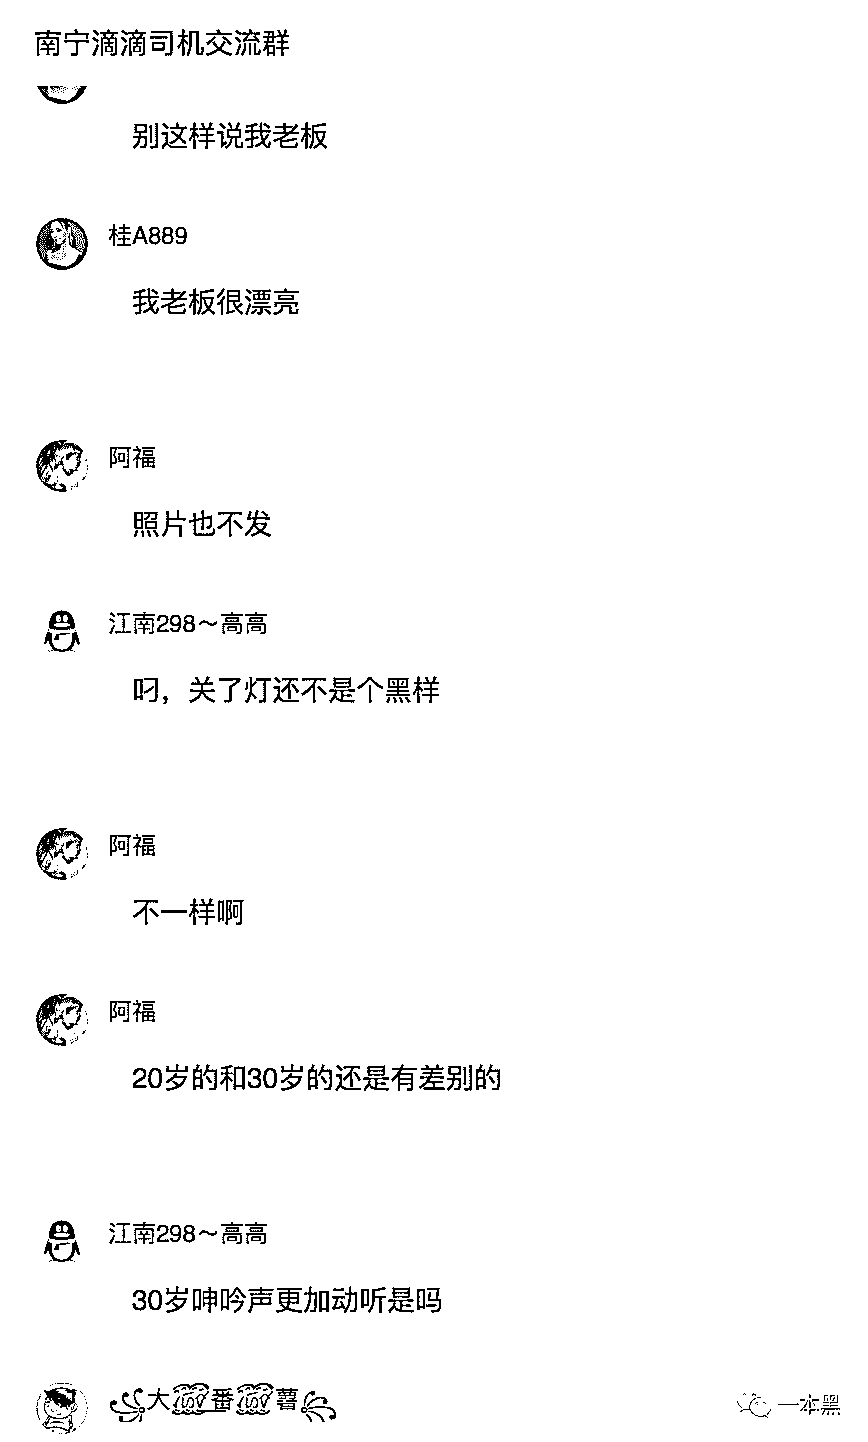 南宁滴滴司机交流群
别这样说我老板
桂A889
我老板很漂亮
阿福
照片也不发
江南298～高高
叼，关了灯还不是个黑样
阿福
不一样啊
阿福
20岁的和30岁的还是有差别的
江南298～高高
30岁呻吟声更加动听是吗
大番薯
一本黑